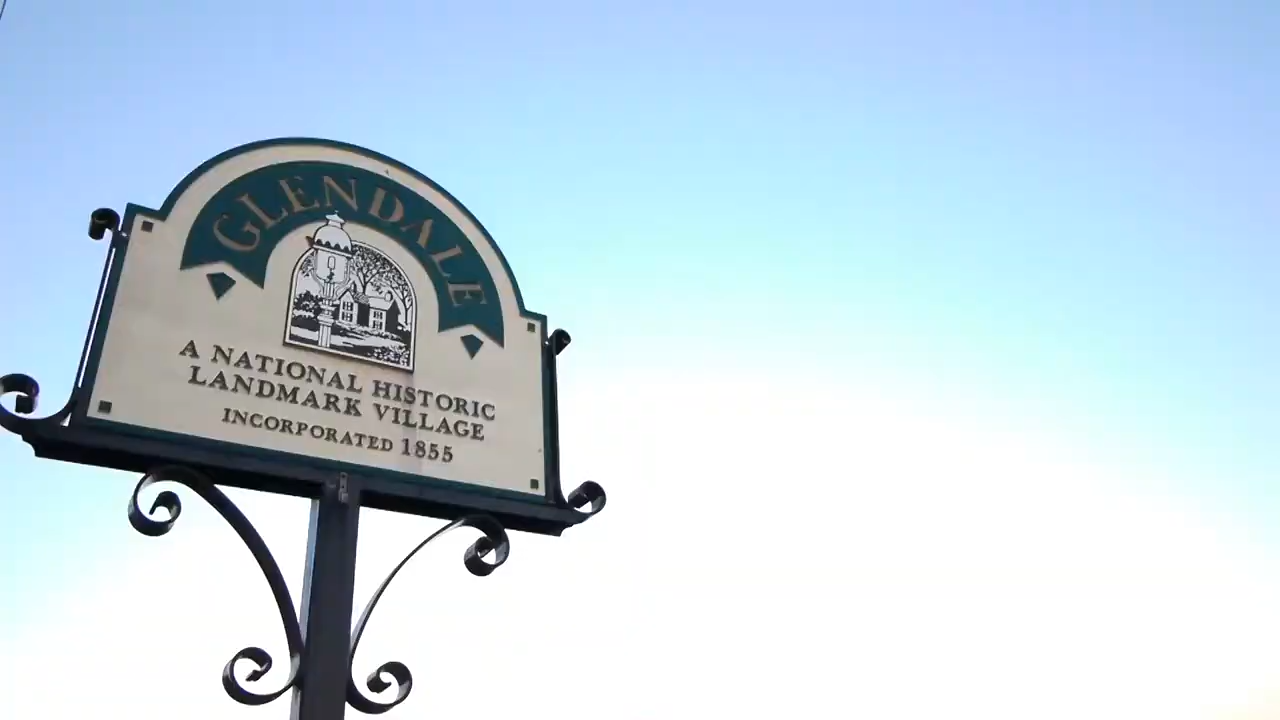 GLENDALE
A NATIONAL HISTORIC
LANDMARK VILLAGE
INCORPORATED 1855